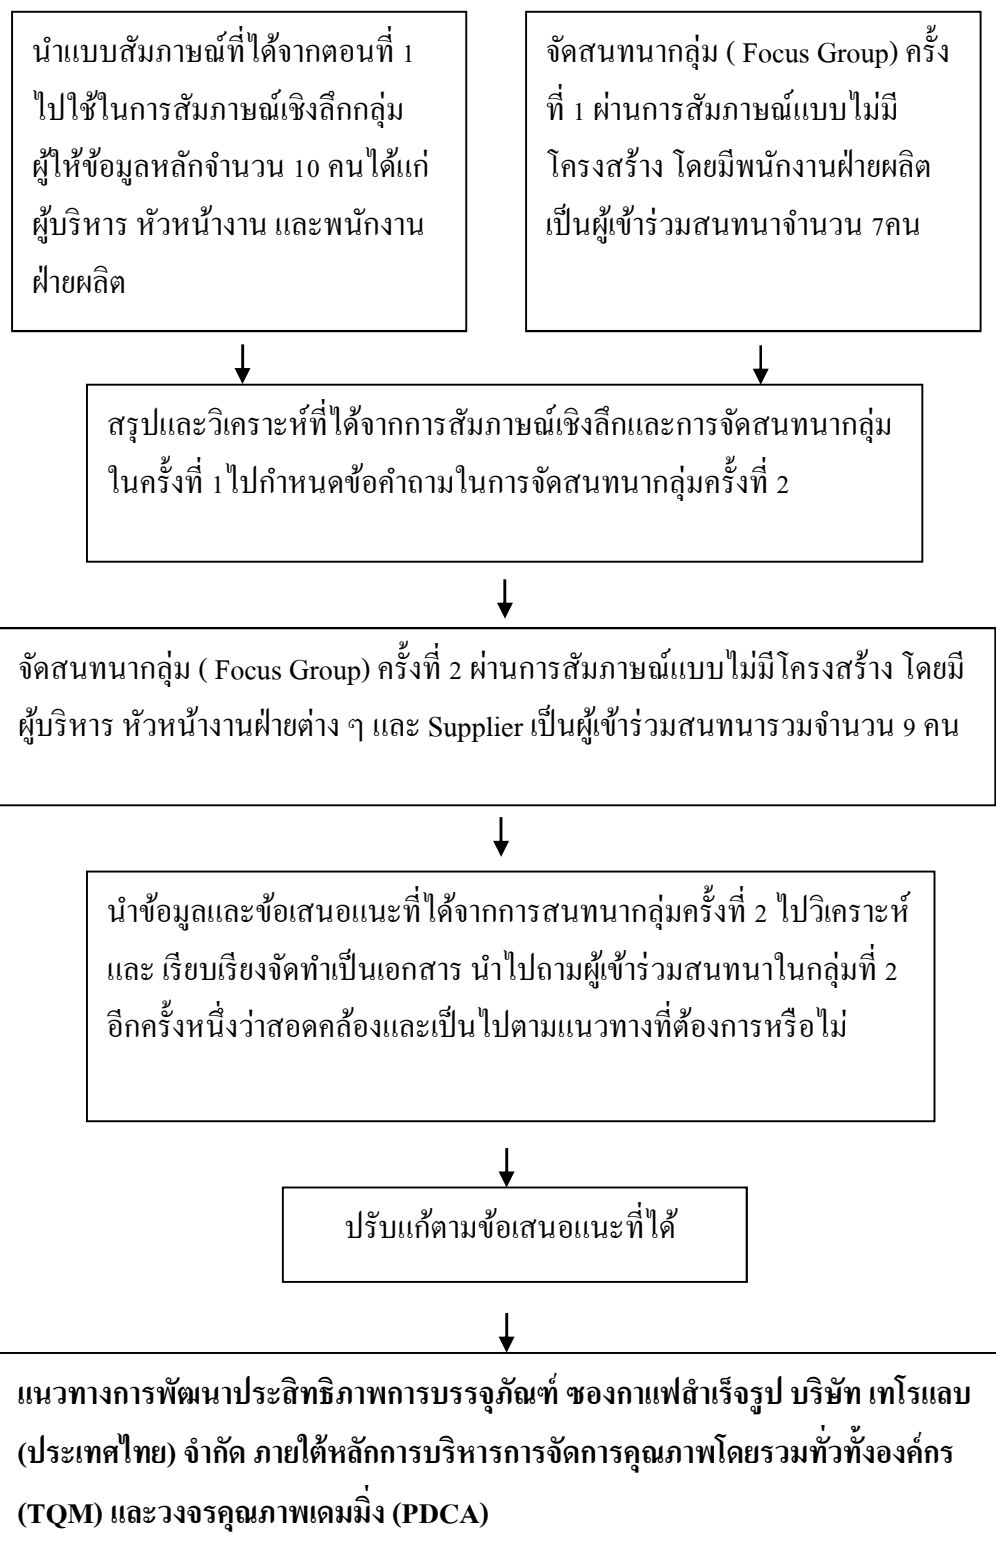 นำแบบสัมภาษณ์ที่ได้จากตอนที่ 1
ไปใช้ในการสัมภาษณ์เชิงลึกกลุ่ม
ผู้ให้ข้อมูลหลักจำนวน 10 คนได้แก่
ผู้บริหาร หัวหน้างาน และพนักงาน
ฝ่ายผลิต
จัดสนทนากลุ่ม ( Focus Group) ครั้ง
ที่ 1 ผ่านการสัมภาษณ์แบบไม่มี
โครงสร้าง โดยมีพนักงานฝ่ายผลิต
เป็นผู้เข้าร่วมสนทนาจำนวน 7คน
สรุปและวิเคราะห์ที่ได้จากการสัมภาษณ์เชิงลึกและการจัดสนทนากลุ่ม
ในครั้งที่ 1ไปกำหนดข้อคำถามในการจัดสนทนากลุ่มครั้งที่ 2
จัดสนทนากลุ่ม ( Focus Group) ครั้งที่ 2 ผ่านการสัมภาษณ์แบบไม่มีโครงสร้าง โดยมี
ผู้บริหาร หัวหน้างานฝ่ายต่าง ๆ และ Supplier เป็นผู้เข้าร่วมสนทนารวมจำนวน 9 คน
นำข้อมูลและข้อเสนอแนะที่ได้จากการสนทนากลุ่มครั้งที่ 2 ไปวิเคราะห์
และ เรียบเรียงจัดทำเป็นเอกสาร นำไปถามผู้เข้าร่วมสนทนาในกลุ่มที่ 2
อีกครั้งหนึ่งว่าสอดคล้องและเป็นไปตามแนวทางที่ต้องการหรือไม่
ปรับแก้ตามข้อเสนอแนะที่ได้
แนวทางการพัฒนาประสิทธิภาพการบรรจุภัณฑ์ ซองกาแฟสำเร็จรูป บริษัท เทโรแลบ
(ประเทศไทย) จำกัด ภายใต้หลักการบริหารการจัดการคุณภาพโดยรวมทั่วทั้งองค์กร
(TQM) และวงจรคุณภาพเดมมิ่ง (PDCA)